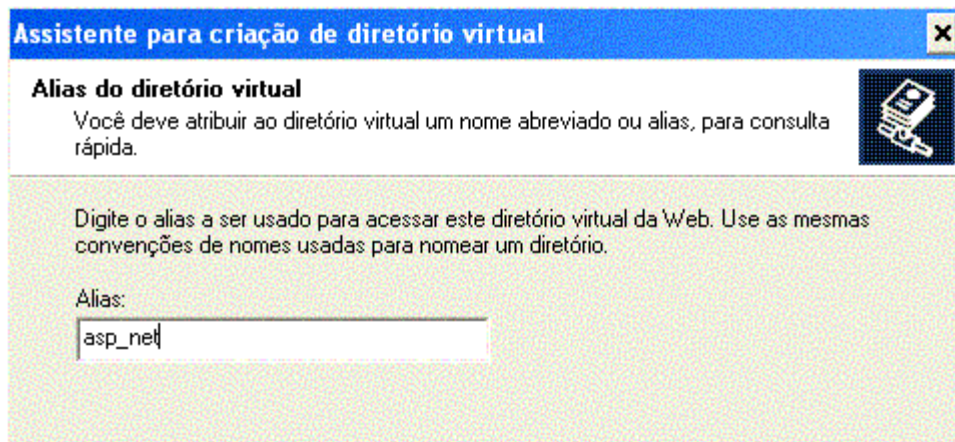 Assistente para criação de diretório virtual
Alias do diretório virtual
Você deve atribuir ao diretório virtual um nome abreviado ou alias, para consulta
rápida.
Digite o alias a ser usado para acessar este diretório virtual da Web. Use as mesmas
convenções de nomes usadas para nomear um diretório.
Alias:
asp_net